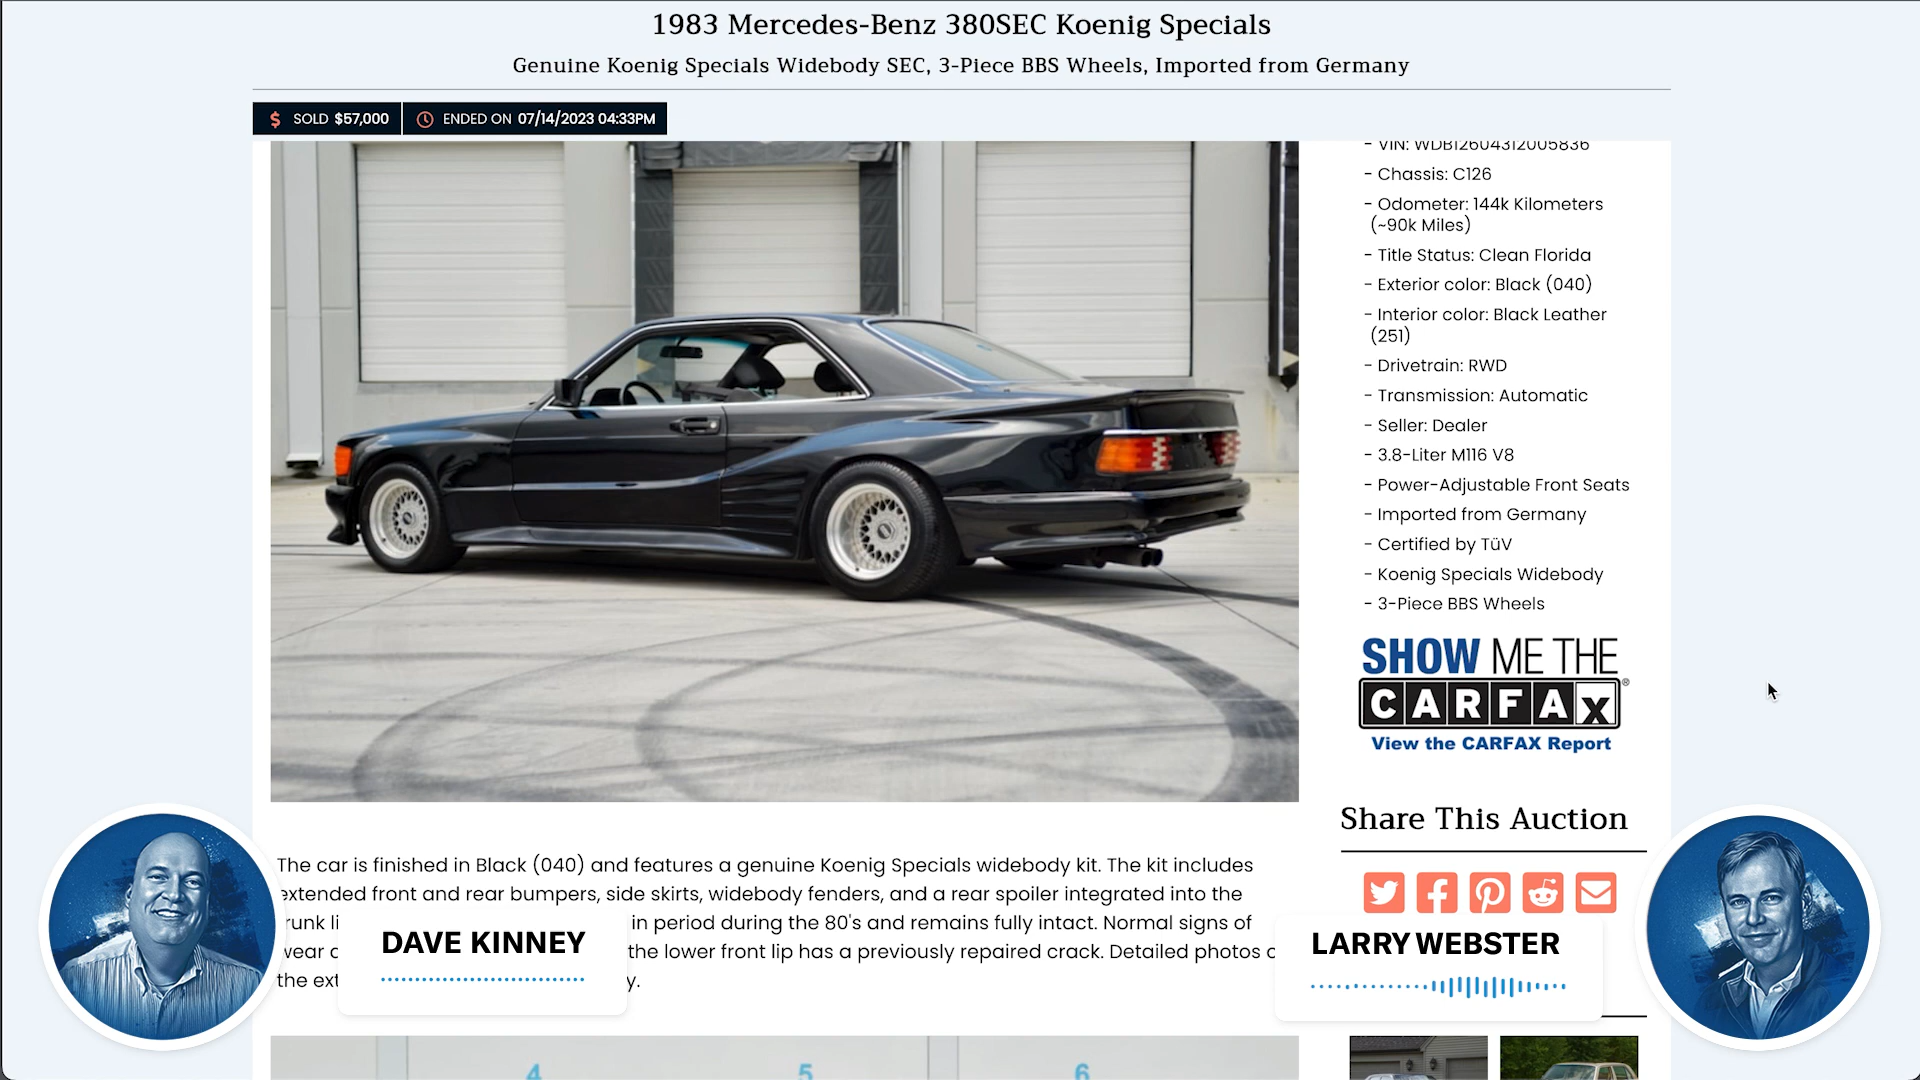 1983 Mercedes-Benz 380SEC Koenig Specials
Genuine Koenig Specials Widebody SEC, 3-Piece BBS Wheels, Imported from Germany
$ SOLD $57,000
ENDED ON 07/14/2023 04:33PM
- VIN: WDB12604312005836
- Chassis: C126
- Odometer: 144k Kilometers
(~90k Miles)
- Title Status: Clean Florida
- Exterior color: Black (040)
- Interior color: Black Leather
(251)
- Drivetrain: RWD
- Transmission: Automatic
- Seller: Dealer
- 3.8-Liter M116 V8
- Power-Adjustable Front Seats
- Imported from Germany
- Certified by TüV
- Koenig Specials Widebody
- 3-Piece BBS Wheels
SHOW ME THE
CARFAX®
View the CARFAX Report
Share This Auction
The car is finished in Black (040) and features a genuine Koenig Specials widebody kit. The kit includes
extended front and rear bumpers, side skirts, widebody fenders, and a rear spoiler integrated into the
in period during the 80's and remains fully intact. Normal signs of
the lower front lip has a previously repaired crack. Detailed photos
the
DAVE KINNEY
LARRY WEBSTER
4 5 6